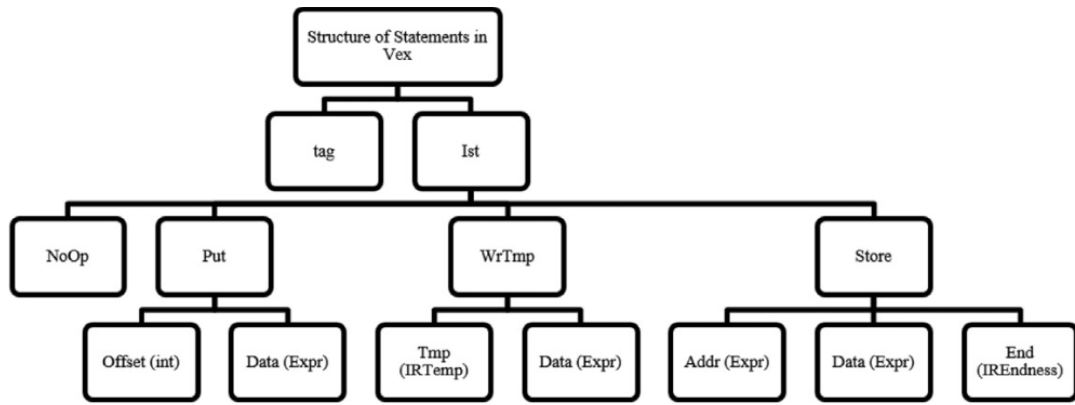 Structure of Statements in
Vex
tag
Ist
NoOp
Put
WrTmp
Store
Offset (int)
Data (Expr)
Tmp
(IRTemp)
Data (Expr)
Addr (Expr)
Data (Expr)
End
(IREndness)